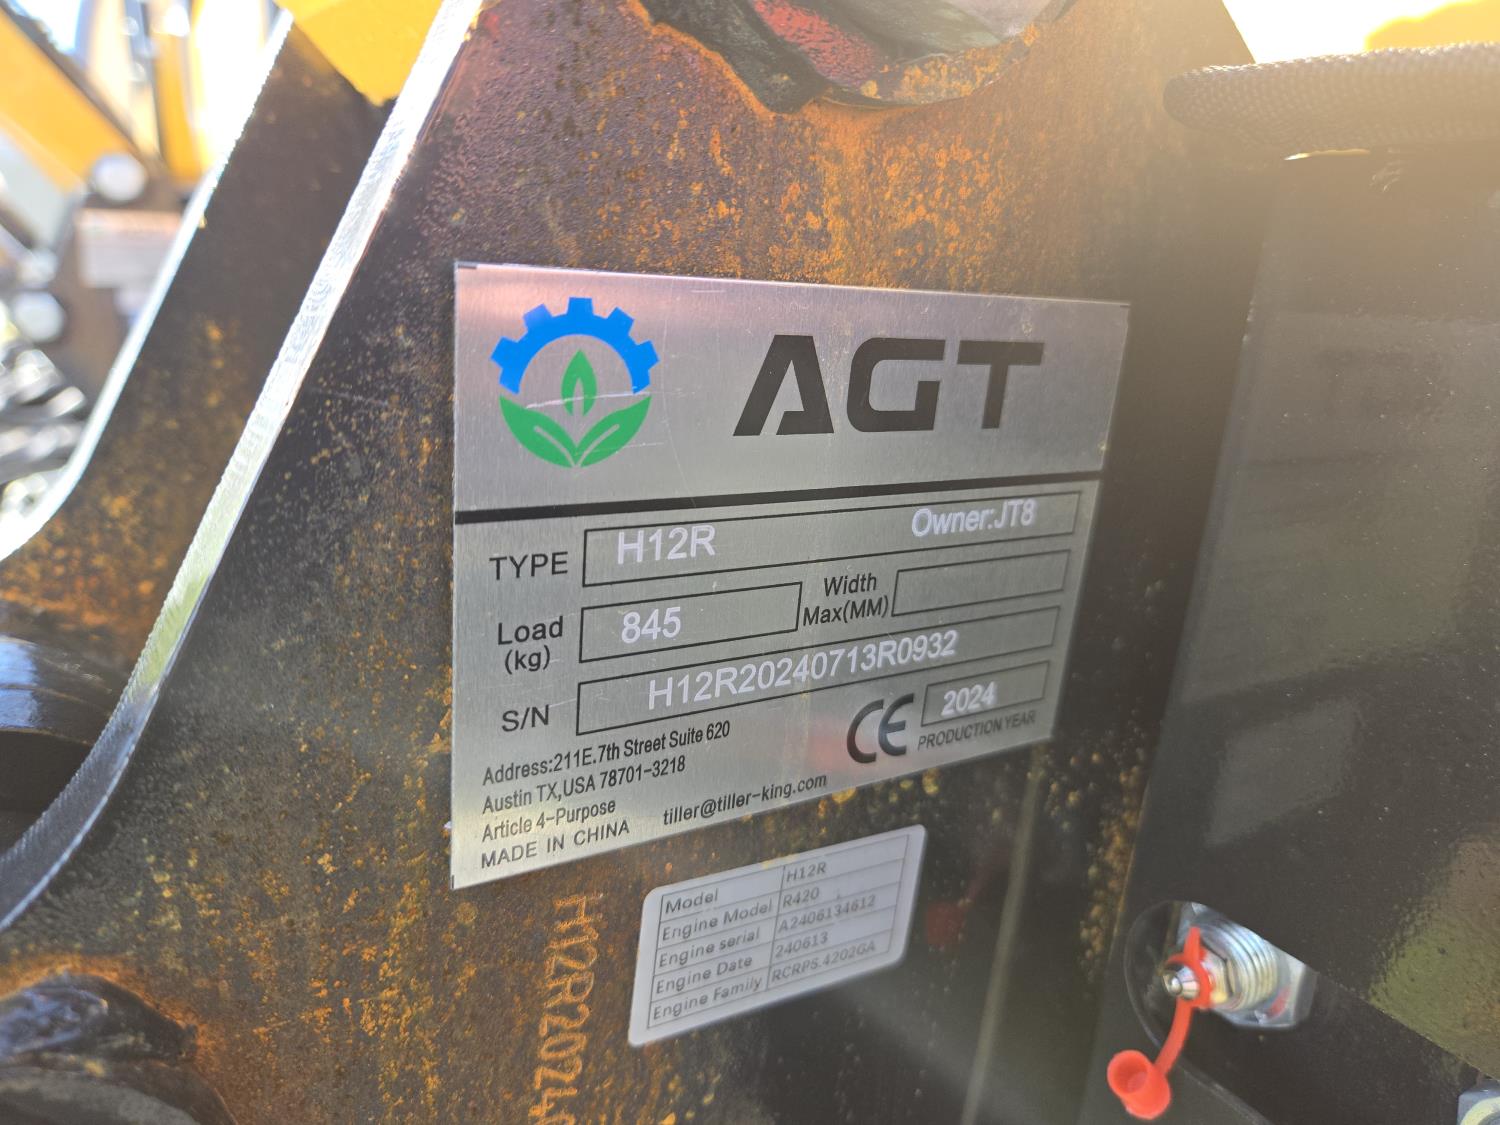 AGT
TYPE H12R Owner:JT8
Load (kg) 845 Width Max(MM)
S/N H12R20240713R0932
CE 2024
PRODUCTION YEAR
Address:211E.7th Street Suite 620
Austin TX,USA 78701-3218
Article 4-Purpose
MADE IN CHINA tiller@tiller-king.com
Model H12R
Engine Model R420
Engine serial A2406134612
Engine Date 240613
Engine Family RCRPS.4202GA
H12R2024